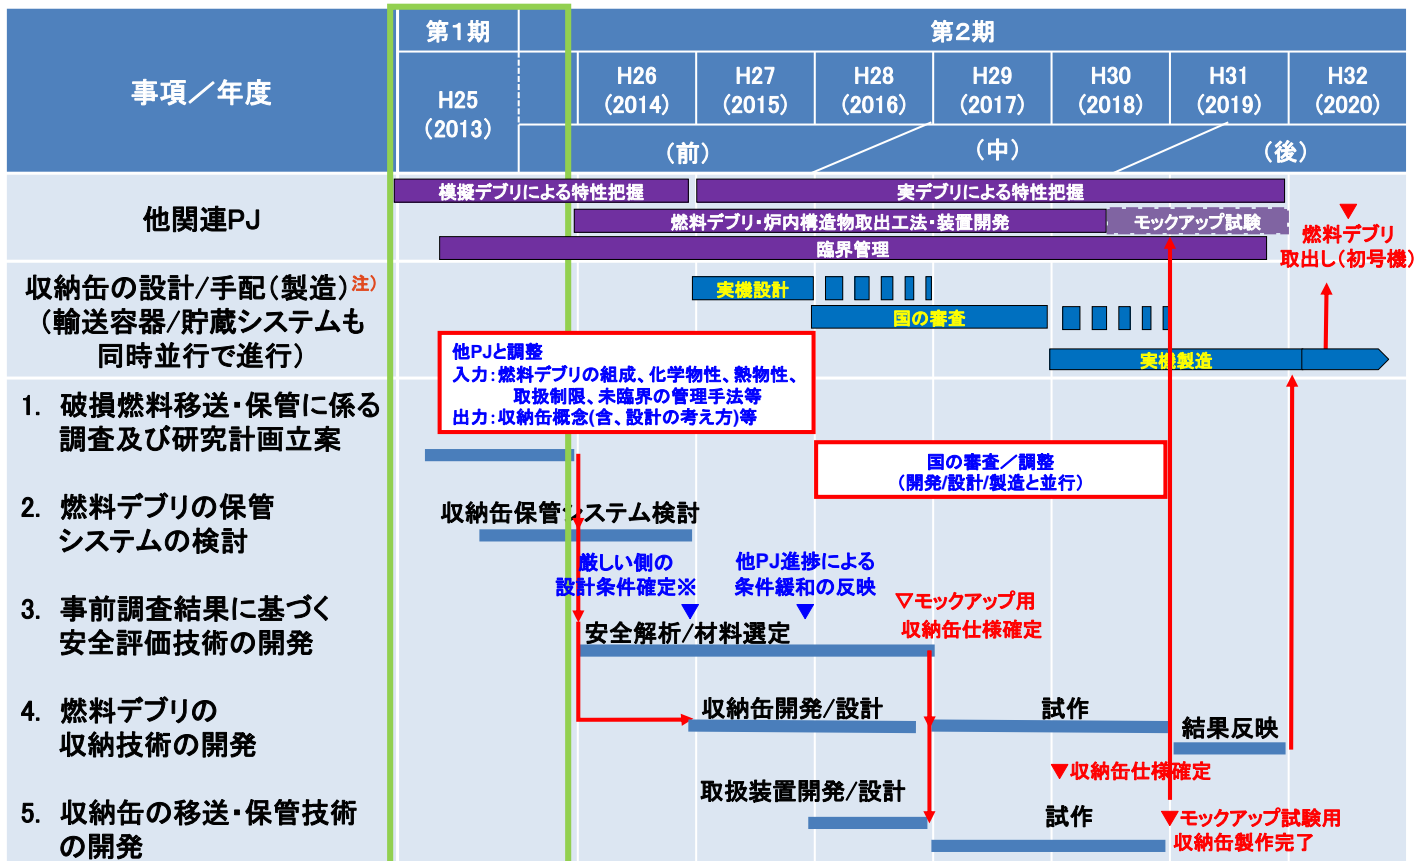 事項／年度
第１期
第２期
H25
（2013）
H26
（2014）
H27
（2015）
H28
（2016）
H29
（2017）
H30
（2018）
H31
（2019）
H32
（2020）
（前）
（中）
（後）
他関連PJ
模擬デブリによる特性把握
実デブリによる特性把握
燃料デブリ・炉内構造物取出工法・装置開発
モックアップ試験
臨界管理
燃料デブリ
取出し（初号機）
収納缶の設計/手配（製造）注）
（輸送容器/貯蔵システムも
同時並行で進行）
実機設計
国の審査
実機製造
他PJと調整
入力：燃料デブリの組成、化学物性、熱物性、
取扱制限、未臨界の管理手法等
出力：収納缶概念(含、設計の考え方)等
国の審査／調整
（開発/設計/製造と並行）
1. 破損燃料移送・保管に係る
調査及び研究計画立案
2. 燃料デブリの保管
システムの検討
収納缶保管システム検討
厳しい側の
設計条件確定※
他PJ進捗による
条件緩和の反映
▽モックアップ用
収納缶仕様確定
3. 事前調査結果に基づく
安全評価技術の開発
安全解析/材料選定
4. 燃料デブリの
収納技術の開発
収納缶開発/設計
試作
結果反映
▼収納缶仕様確定
5. 収納缶の移送・保管技術
の開発
取扱装置開発/設計
試作
▼モックアップ試験用
収納缶製作完了